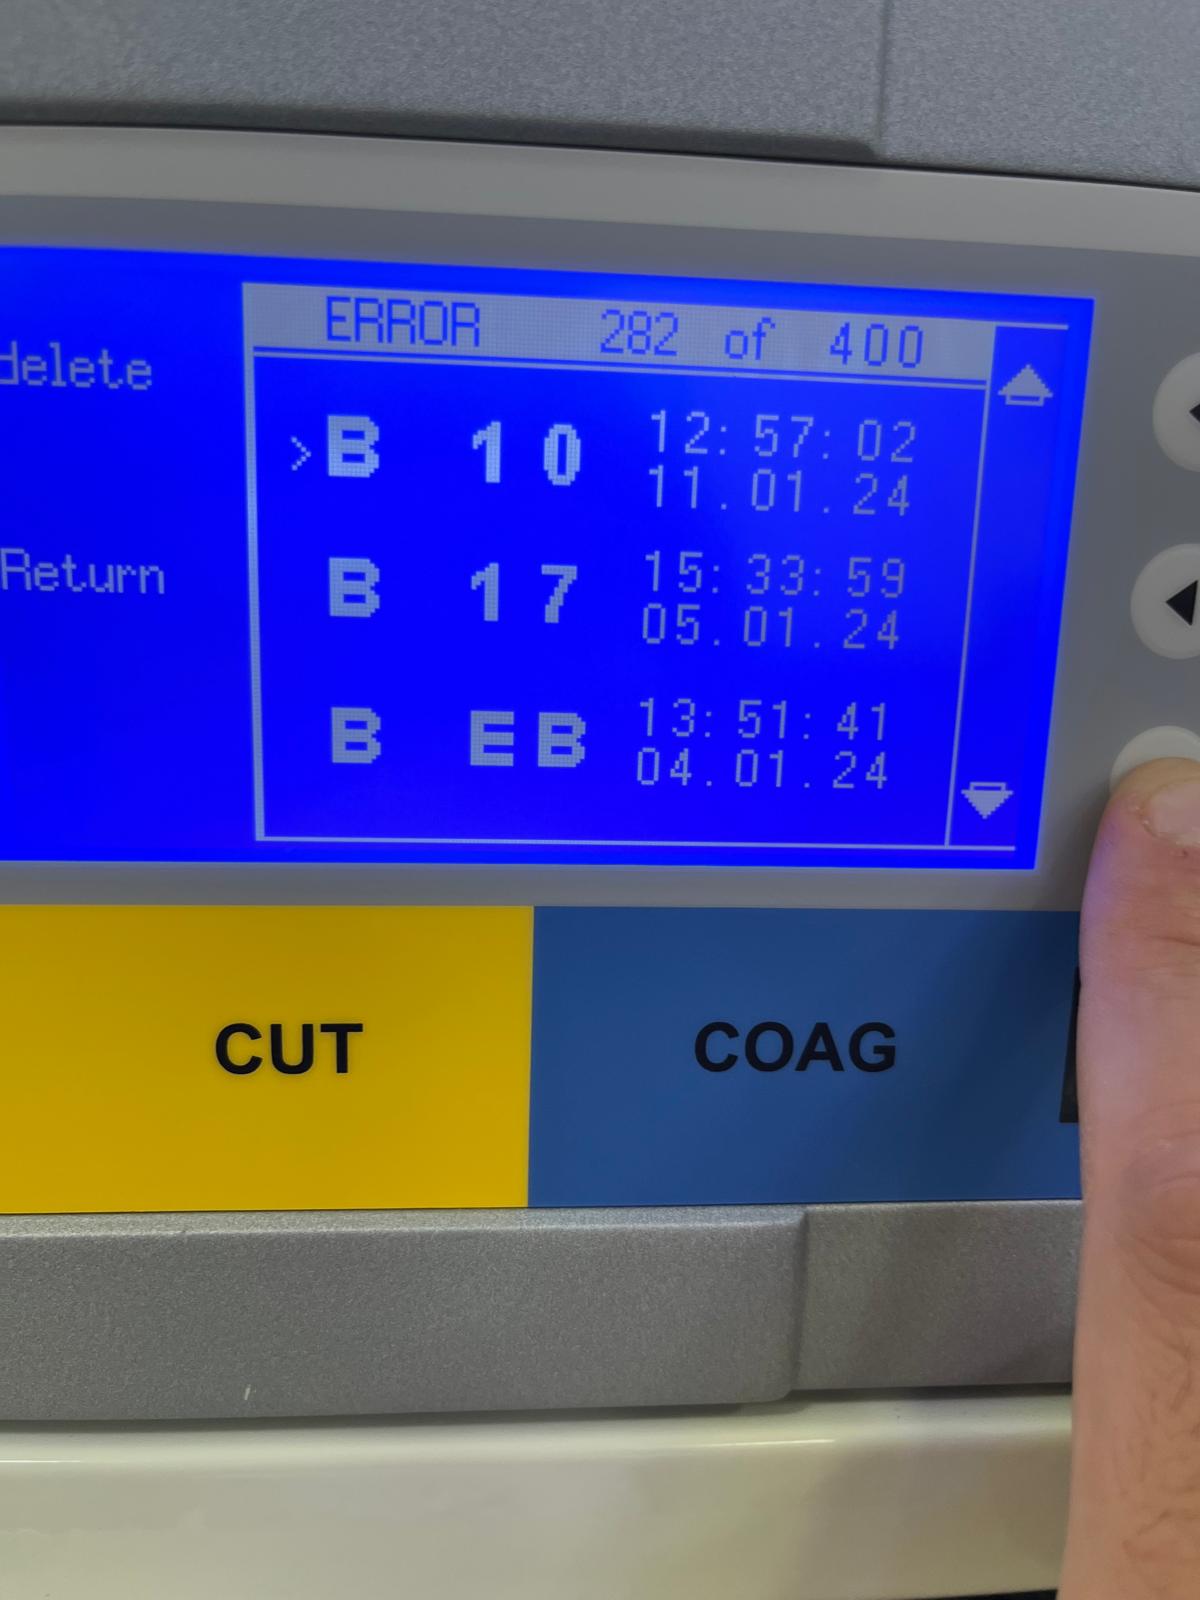 delete
Return
ERROR 282 of 400
>B 10 12:57:02
11.01.24
B 17 15:33:59
05.01.24
B EB 13:51:41
04.01.24
CUT COAG